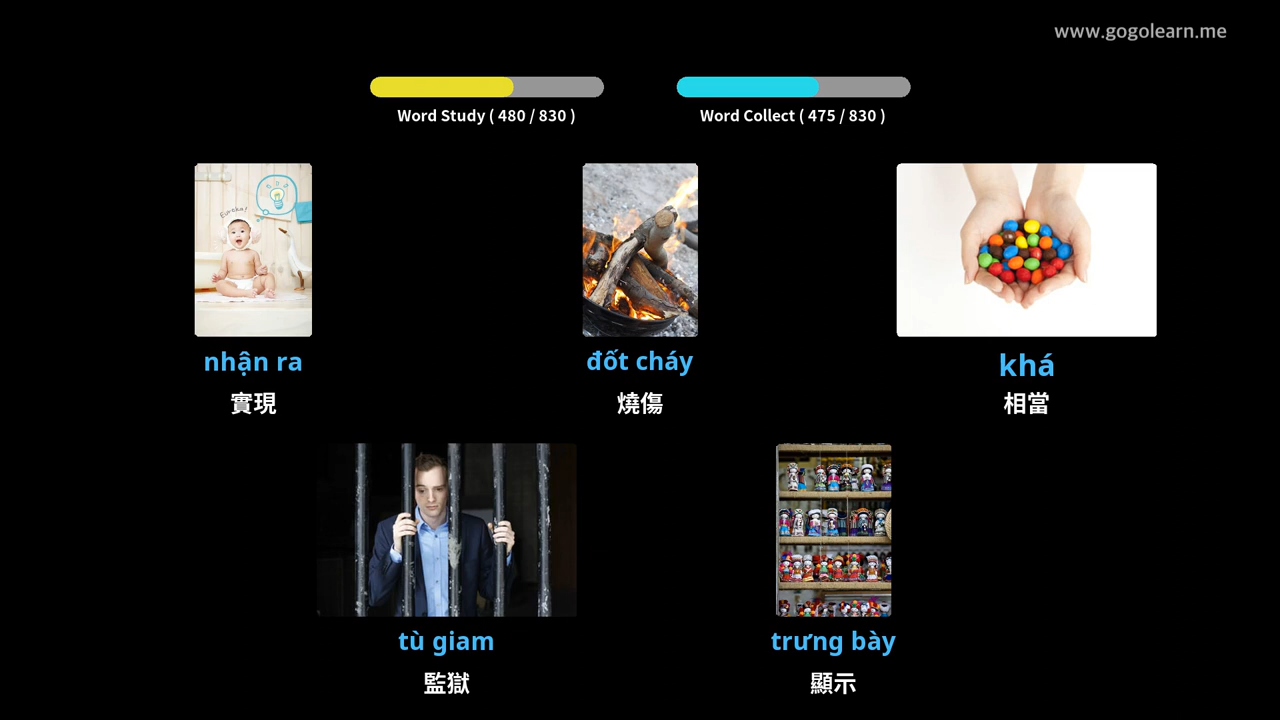 www.gogolearn.me
Word Study ( 480 / 830 )
Word Collect ( 475 / 830 )
Eureka!
nhận ra
實現
đốt cháy
燒傷
khá
相當
tù giam
監獄
trưng bày
顯示